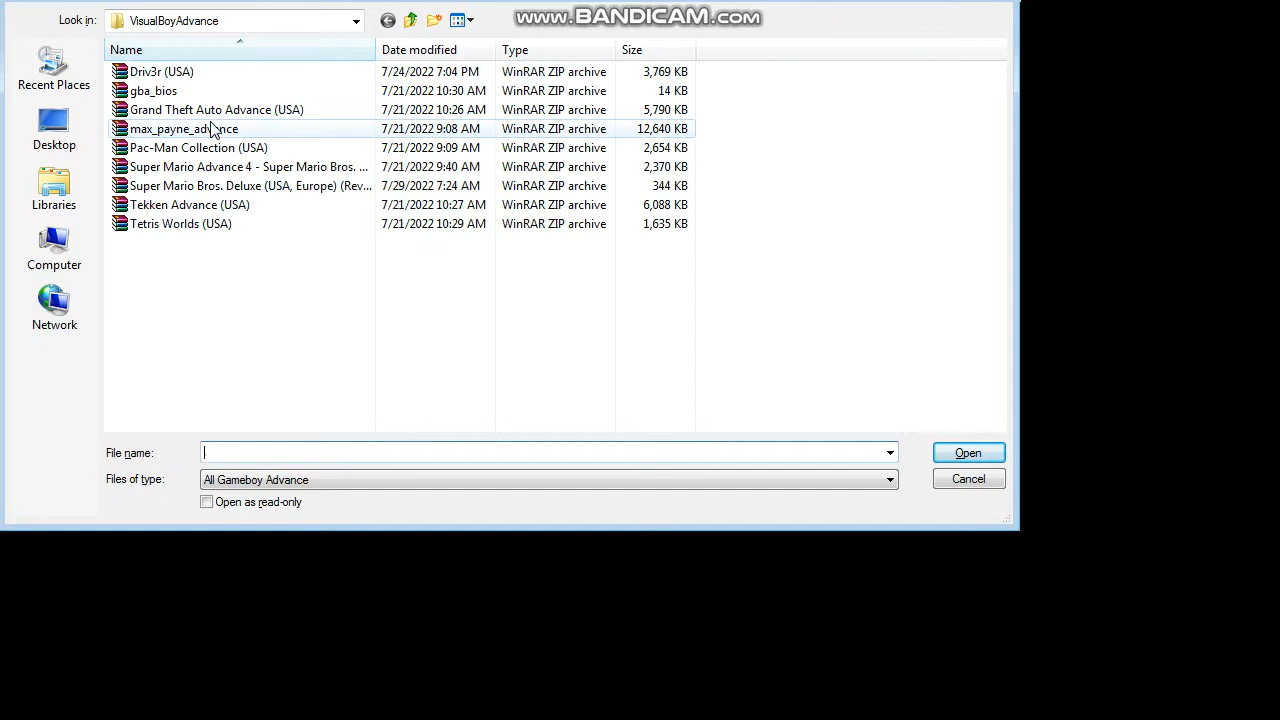 Look in: VisualBoyAdvance
www.BANDICAM.com
Recent Places
Desktop
Libraries
Computer
Network
Name Date modified Type Size
Driv3r (USA) 7/24/2022 7:04 PM WinRAR ZIP archive 3,769 KB
gba_bios 7/21/2022 10:30 AM WinRAR ZIP archive 14 KB
Grand Theft Auto Advance (USA) 7/21/2022 10:26 AM WinRAR ZIP archive 5,790 KB
max_payne_advance 7/21/2022 9:08 AM WinRAR ZIP archive 12,640 KB
Pac-Man Collection (USA) 7/21/2022 9:09 AM WinRAR ZIP archive 2,654 KB
Super Mario Advance 4 - Super Mario Bros. ... 7/21/2022 9:40 AM WinRAR ZIP archive 2,370 KB
Super Mario Bros. Deluxe (USA, Europe) (Rev... 7/29/2022 7:24 AM WinRAR ZIP archive 344 KB
Tekken Advance (USA) 7/21/2022 10:27 AM WinRAR ZIP archive 6,088 KB
Tetris Worlds (USA) 7/21/2022 10:29 AM WinRAR ZIP archive 1,635 KB
File name:
Open
Files of type: All Gameboy Advance
Cancel
Open as read-only